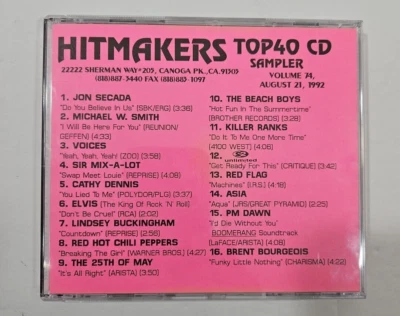 HITMAKERS TOP40 CD
SAMPLER
22222 SHERMAN WAY #205, CANOGA PK., CA. 91303
(818)887-3440 FAX (818)883-1097
VOLUME 74,
AUGUST 21, 1992
1. JON SECADA
"Do You Believe In Us" (SBK/ERG) (3:36)
2. MICHAEL W. SMITH
"I Will Be Here For You" (REUNION/
GEFFEN) (4:33)
3. VOICES
"Yeah, Yeah, Yeah! (ZOO) (3:58)
4. SIR MIX-A-LOT
"Swap Meet Louie" (REPRISE) (4:08)
5. CATHY DENNIS
"You Lied To Me" (POLYDOR/PLG)
6. ELVIS (The King Of Rock 'N Roll)
"Don't Be Cruel" (RCA) (2:02)
7. LINDSEY BUCKINGHAM
"Countdown" (REPRISE) (2:56)
8. RED HOT CHILI PEPPERS
"Breaking The Girl" (WARNER BROS.) (4:27)
9. THE 25TH OF MAY
"It's All Right" (ARISTA) (3:50)
10. THE BEACH BOYS
"Hot Fun In The Summertime"
(BROTHER RECORDS) (3:28)
11. KILLER RANKS
"Do It To Me One More Time"
(4100 WEST) (4:06)
12. 2 unlimited
"Get Ready For This" (CRITIQUE) (3:42)
13. RED FLAG
"Machines" (I.R.S.) (4:16)
14. ASIA
"Aqua" (JRS/GREAT PYRAMID) (2:25)
15. PM DAWN
"I'd Die Without You"
BOOMERANG Soundtrack
(LaFACE/ARISTA) (4:08)
16. BRENT BOURGEOIS
"Funky Little Nothing" (CHARISMA) (4:22)